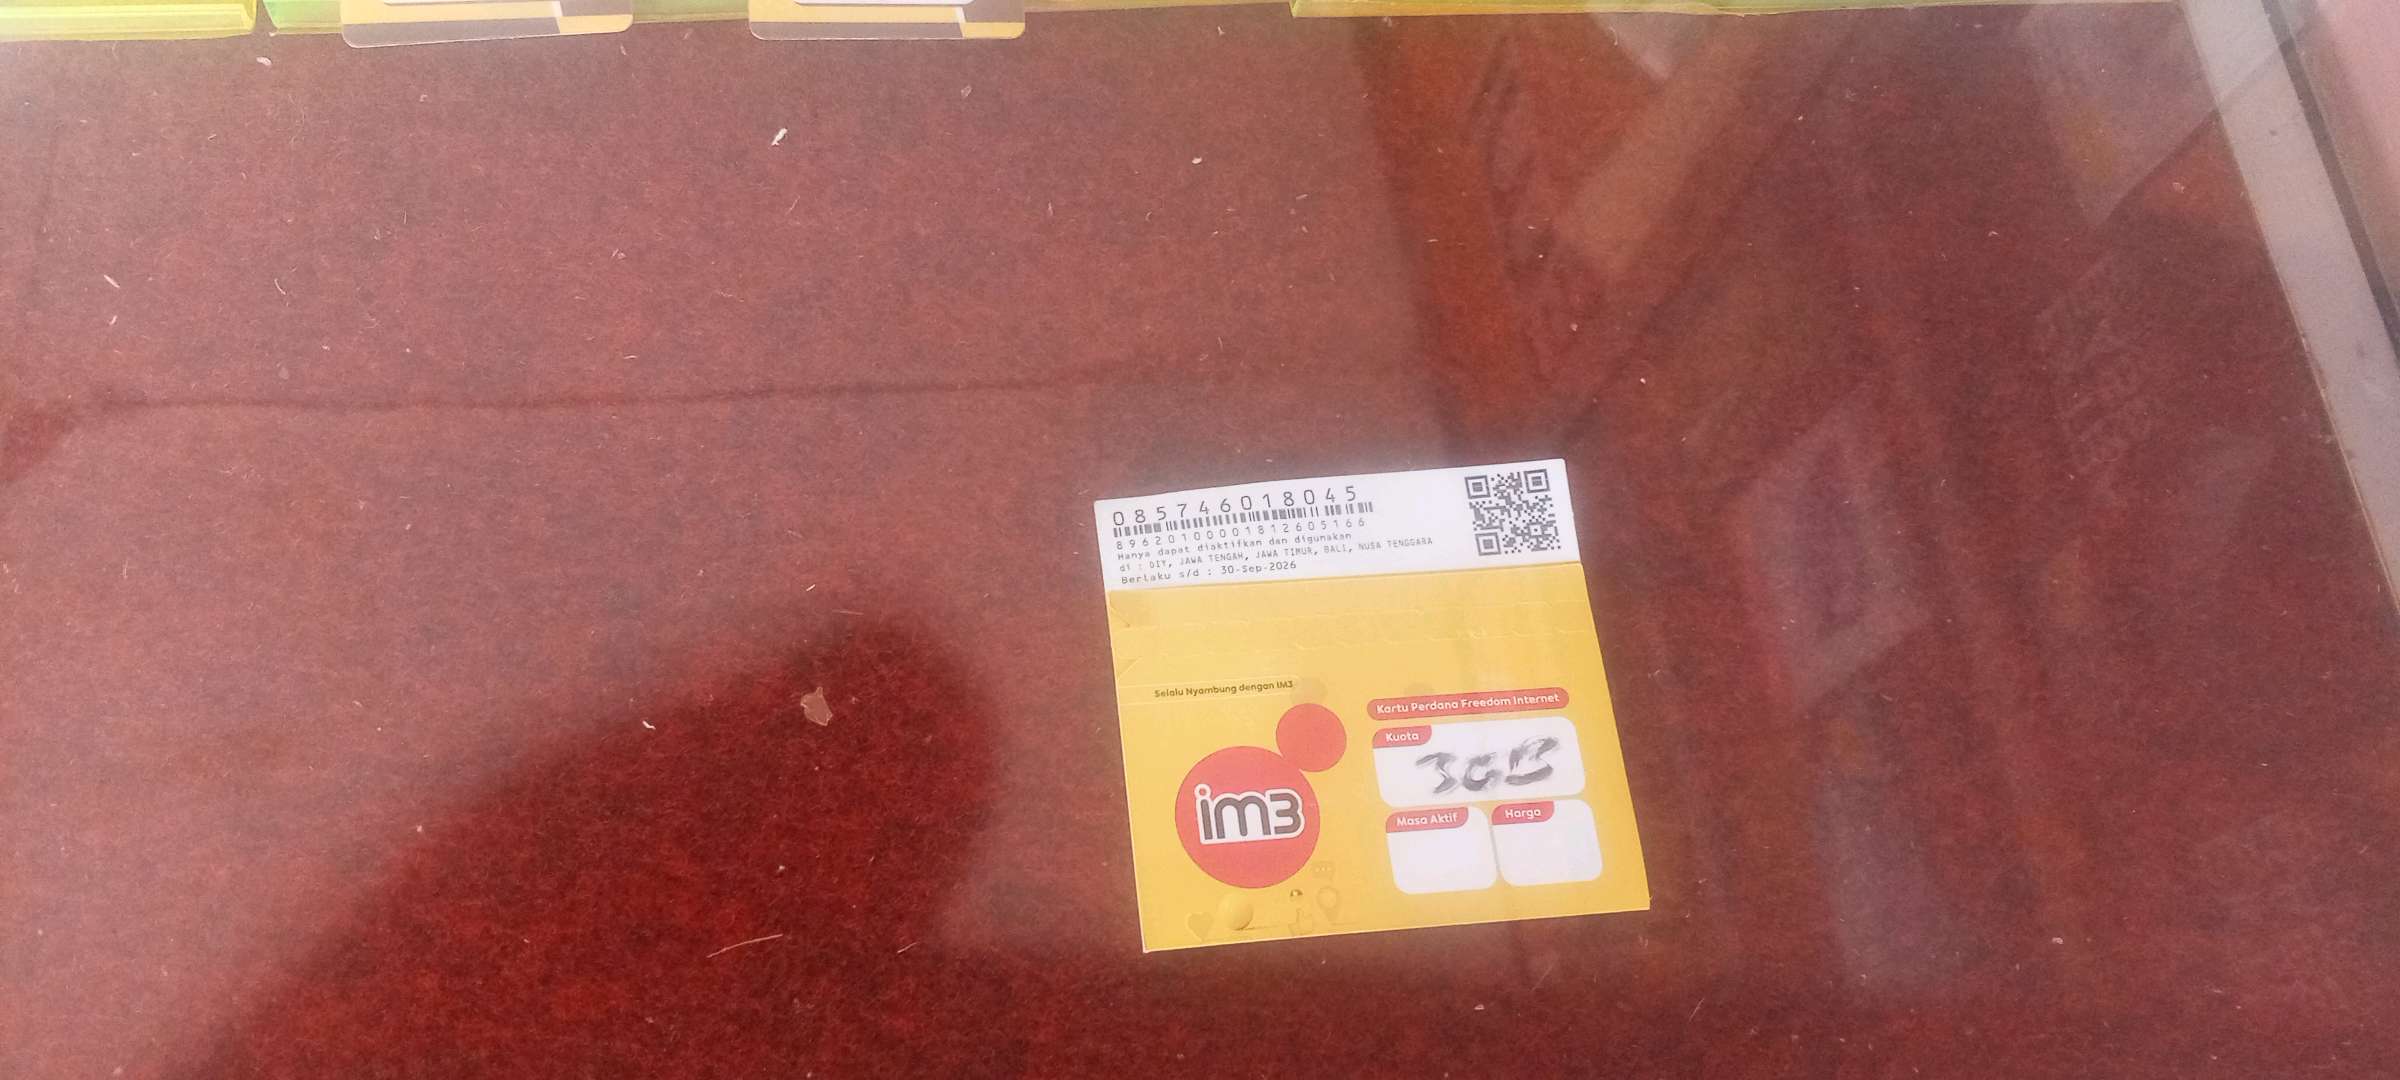 085746018045
8962010000181260516​6
Hanya dapat diaktifkan dan digunakan
di : DIY, JAWA TENGAH, JAWA TIMUR, BALI, NUSA TENGGARA
Berlaku s/d : 30-Sep-2026
Selalu Nyambung dengan IM3
im3
Kartu Perdana Freedom Internet
Kuota
3GB
Masa Aktif
Harga